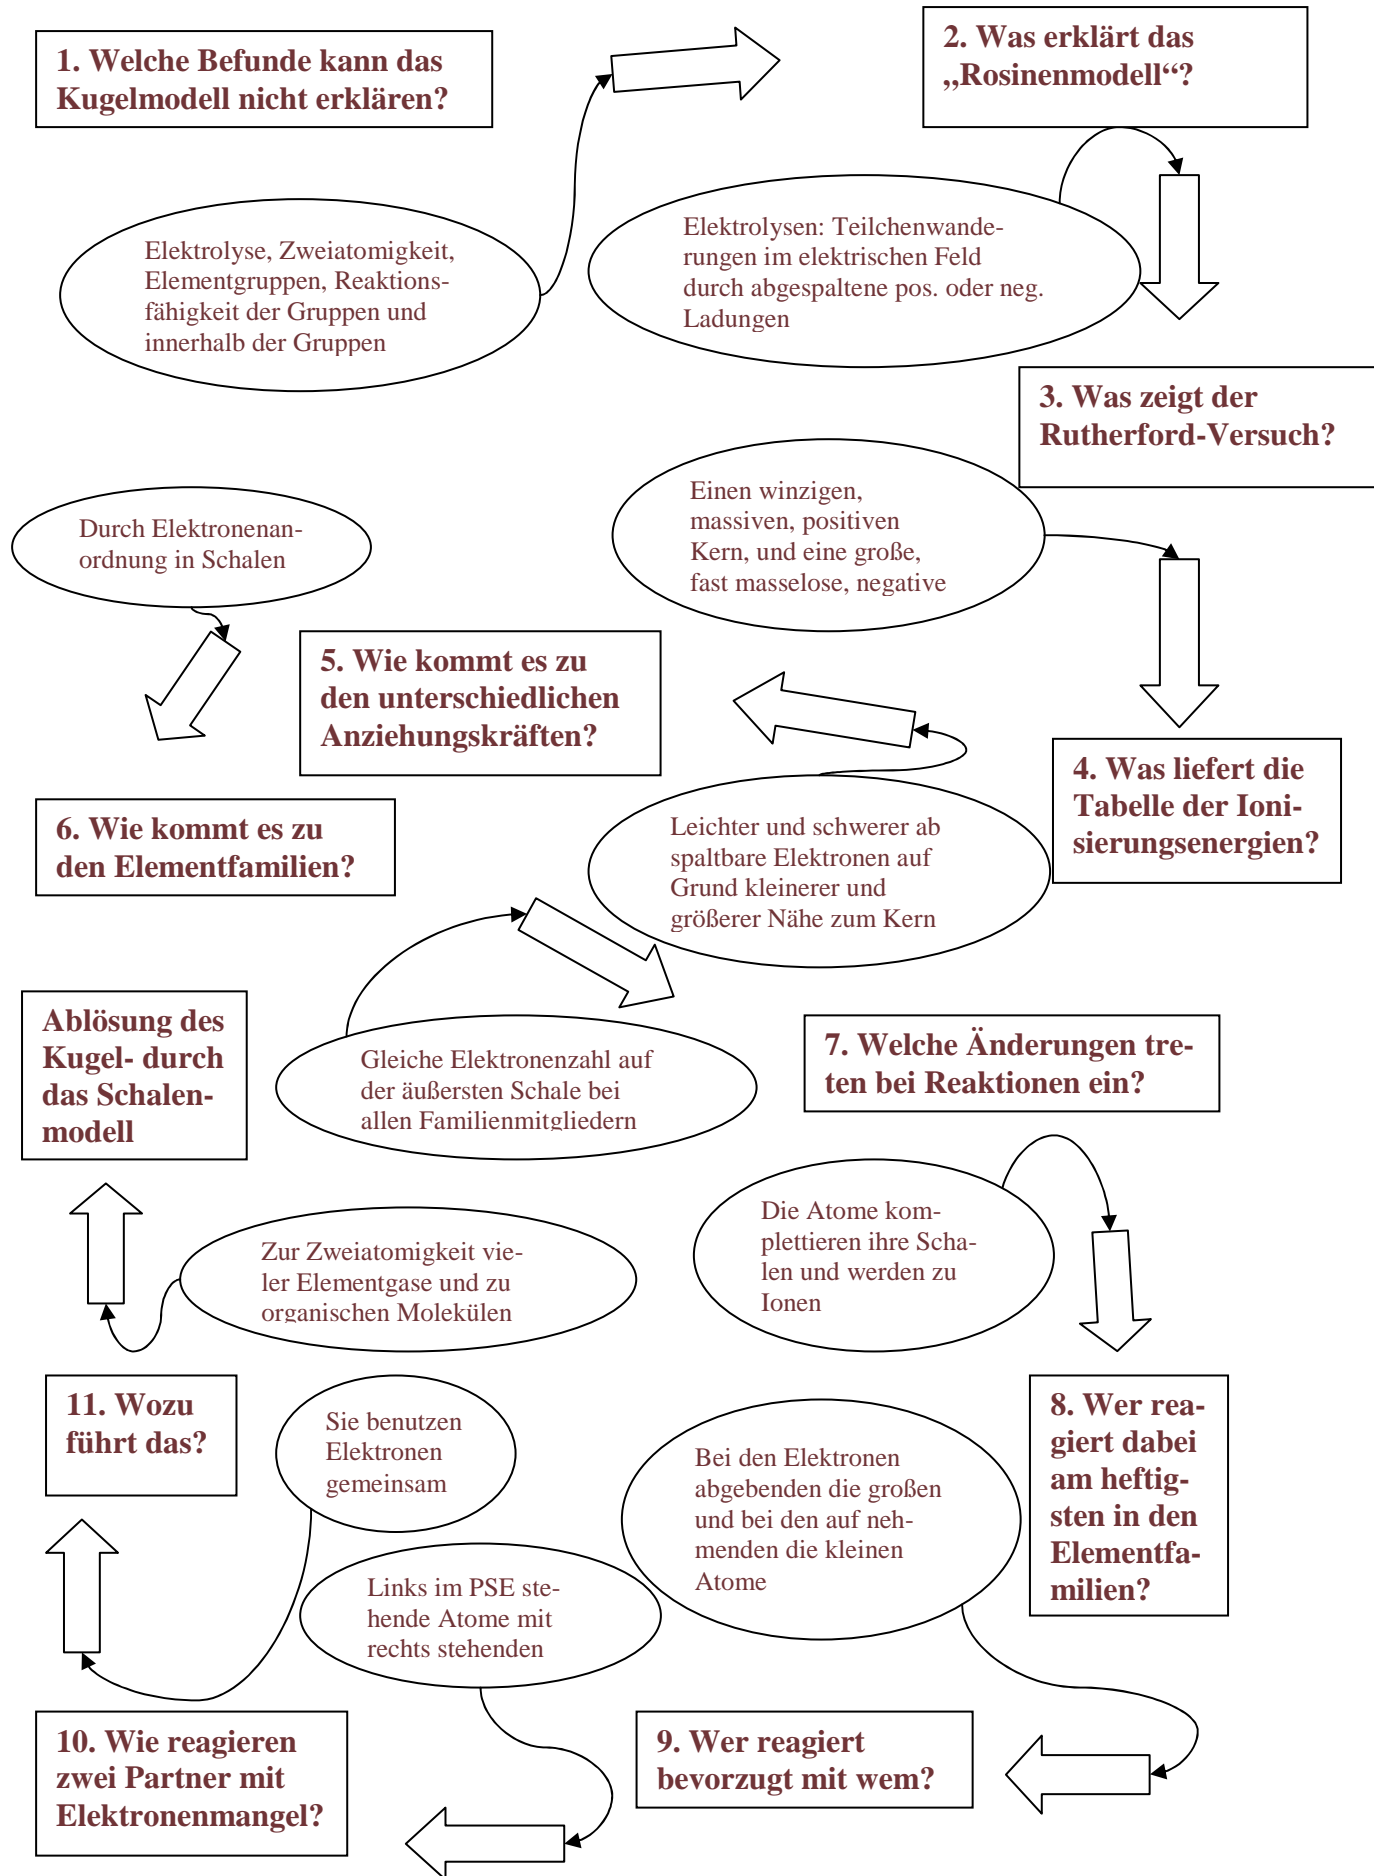 1. Welche Befunde kann das
Kugelmodell nicht erklären?
2. Was erklärt das
„Rosinenmodell“?
Elektrolyse, Zweiatomigkeit,
Elementgruppen, Reaktions-
fähigkeit der Gruppen und
innerhalb der Gruppen
Elektrolysen: Teilchenwande-
rungen im elektrischen Feld
durch abgespaltene pos. oder neg.
Ladungen
3. Was zeigt der
Rutherford-Versuch?
Einen winzigen,
massiven, positiven
Kern, und eine große,
fast masselose, negative
Durch Elektronenan-
ordnung in Schalen
5. Wie kommt es zu
den unterschiedlichen
Anziehungskräften?
4. Was liefert die
Tabelle der Ioni-
sierungsenergien?
6. Wie kommt es zu
den Elementfamilien?
Leichter und schwerer ab
spaltbare Elektronen auf
Grund kleinerer und
größerer Nähe zum Kern
Ablösung des
Kugel- durch
das Schalen-
modell
Gleiche Elektronenzahl auf
der äußersten Schale bei
allen Familienmitgliedern
7. Welche Änderungen tre-
ten bei Reaktionen ein?
Die Atome kom-
plettieren ihre Scha-
len und werden zu
Ionen
Zur Zweiatomigkeit vie-
ler Elementgase und zu
organischen Molekülen
11. Wozu
führt das?
Sie benutzen
Elektronen
gemeinsam
Bei den Elektronen
abgebenden die großen
und bei den auf neh-
menden die kleinen
Atome
8. Wer rea-
giert dabei
am heftig-
sten in den
Elementfa-
milien?
Links im PSE ste-
hende Atome mit
rechts stehenden
10. Wie reagieren
zwei Partner mit
Elektronenmangel?
9. Wer reagiert
bevorzugt mit wem?